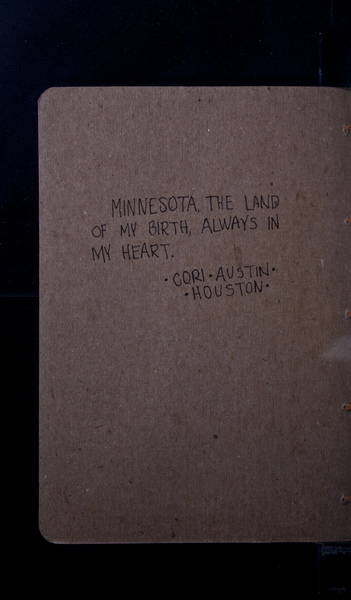 MINNESOTA, THE LAND
OF MY BIRTH, ALWAYS IN
MY HEART.
• CORI • AUSTIN •
• HOUSTON •